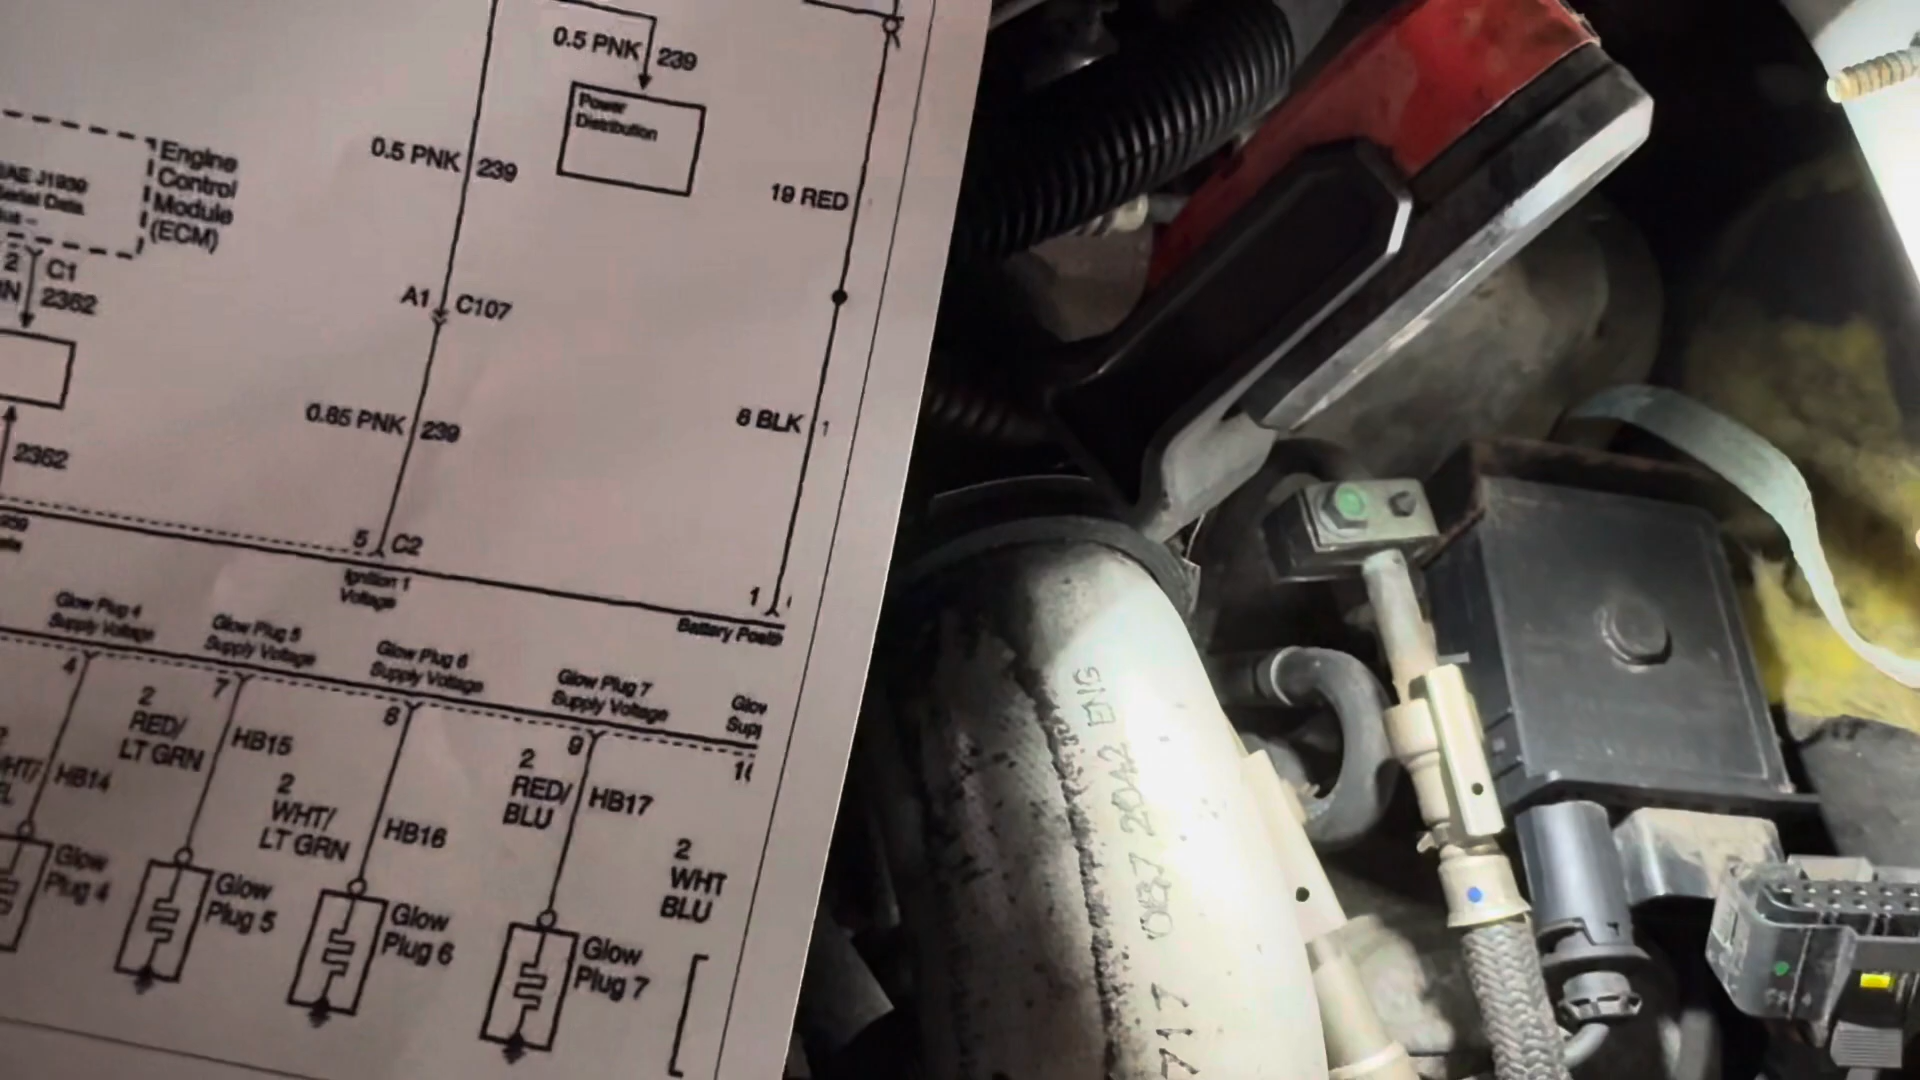 0.5 PNK 239
Power
Distribution
Engine
Control
Module
(ECM)
SAE J1939
Serial Data
0.5 PNK 239
19 RED
2 C1
2362
A1 C107
0.85 PNK 239
8 BLK 1
2362
5 C2
Ignition 1
Voltage
1
Battery
Glow Plug 4
Supply Voltage
Glow Plug 5
Supply Voltage
Glow Plug 6
Supply Voltage
Glow Plug 7
Supply Voltage
4
7
8
9
2
RED/
LT GRN
HB15
HB14
2
WHT/
LT GRN
HB16
2
RED/
BLU
HB17
2
WHT
BLU
Glow
Plug 4
Glow
Plug 5
Glow
Plug 6
Glow
Plug 7
2042 ENG
717